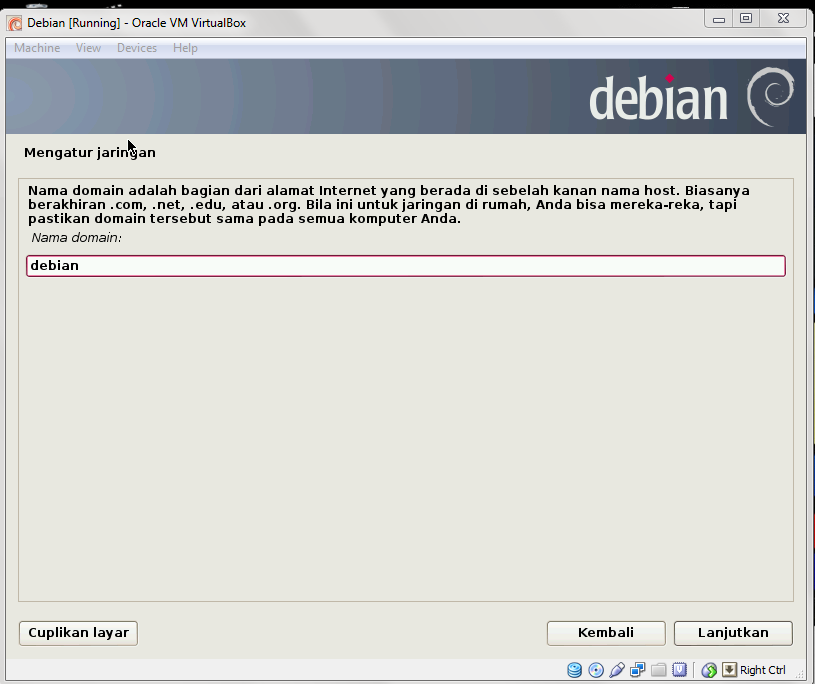 Debian [Running] - Oracle VM VirtualBox
Machine View Devices Help
debian
Mengatur jaringan
Nama domain adalah bagian dari alamat Internet yang berada di sebelah kanan nama host. Biasanya
berakhiran .com, .net, .edu, atau .org. Bila ini untuk jaringan di rumah, Anda bisa mereka-reka, tapi
pastikan domain tersebut sama pada semua komputer Anda.
Nama domain:
debian
Cuplikan layar
Kembali
Lanjutkan
Right Ctrl